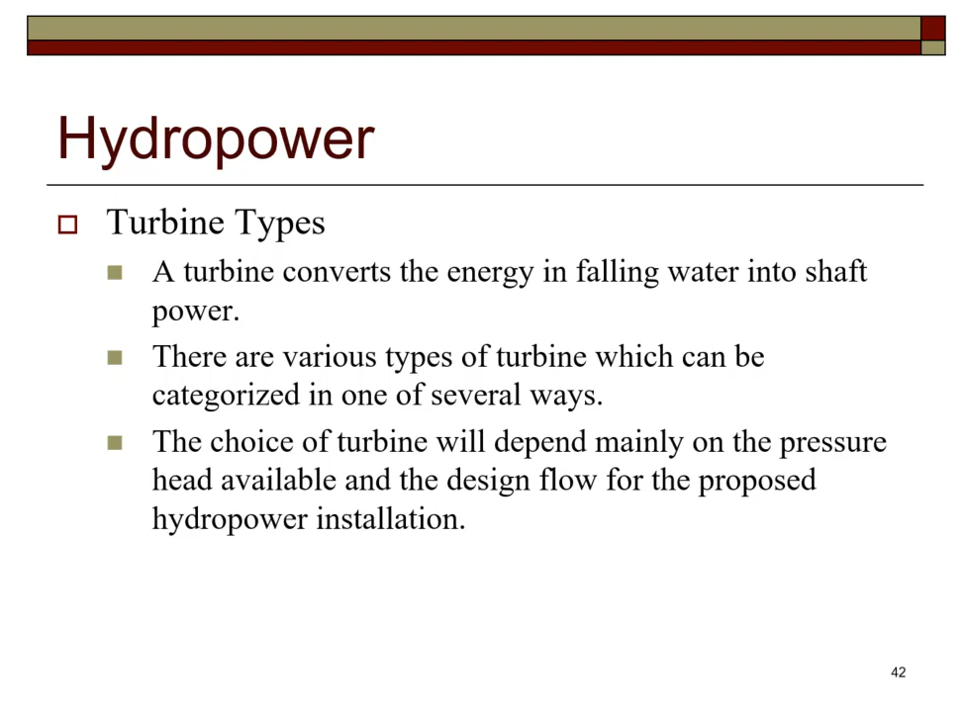 Hydropower
Turbine Types
A turbine converts the energy in falling water into shaft
power.
There are various types of turbine which can be
categorized in one of several ways.
The choice of turbine will depend mainly on the pressure
head available and the design flow for the proposed
hydropower installation.
42